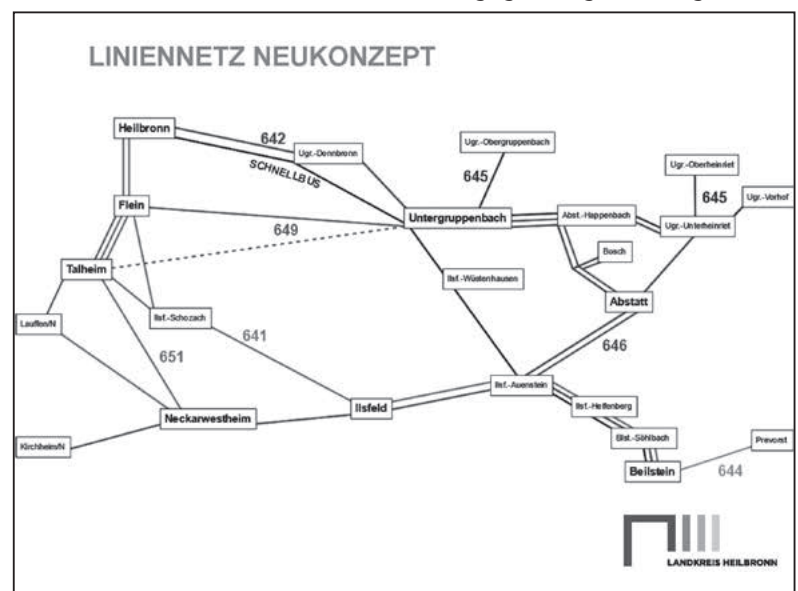 LINIENNETZ NEUKONZEPT
Heilbronn
642
Ugr.-Donnbronn
SCHNELLBUS
Ugr.-Obergruppenbach
645
Ugr.-Oberheinriet
645
Ugr.-Vorhof
Flein
Untergruppenbach
Abst.-Happenbach
Ugr.-Unterheinriet
649
Bosch
Talheim
Ilsf.-Wüstenhausen
Abstatt
Lauffen/N
Ilsf.-Schozach
641
646
651
Ilsf.-Auenstein
Ilsfeld
Ilsf.-Helfenberg
Neckarwestheim
Kirchheim/N
Bilst.-Söhlbach
Prevorst
Beilstein
644
LANDKREIS HEILBRONN